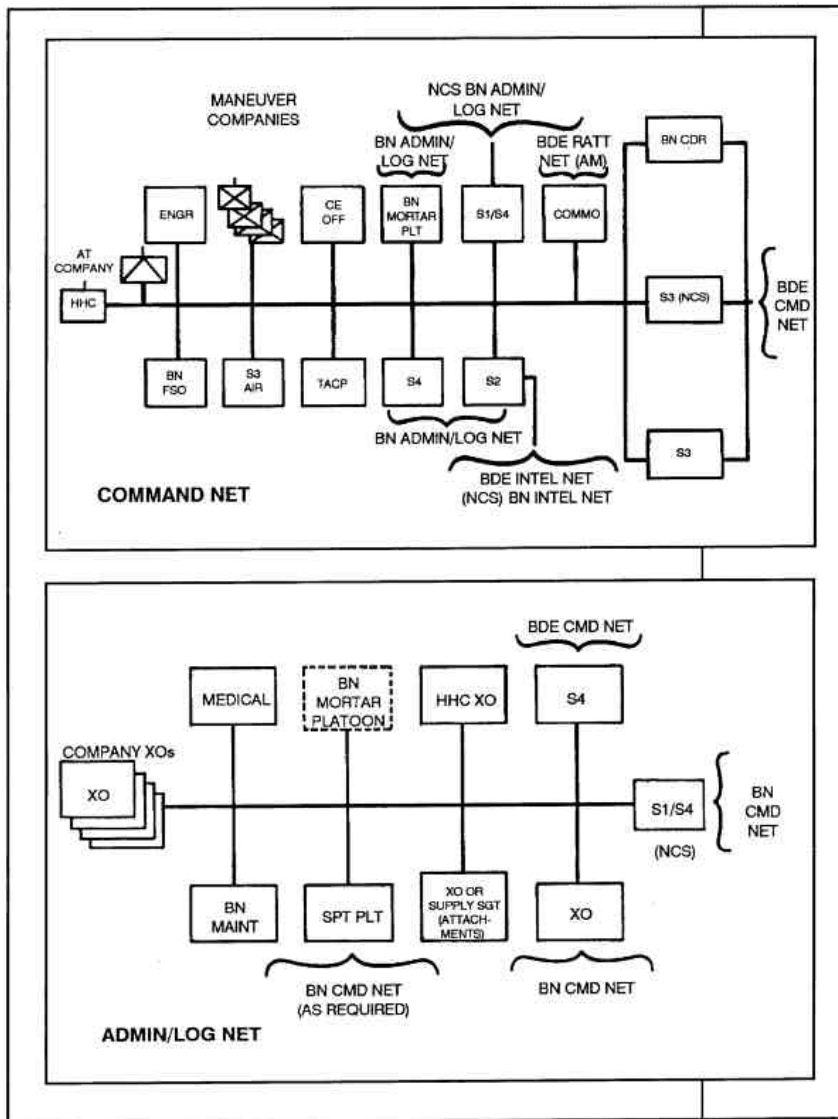 MANEUVER
COMPANIES
NCS BN ADMIN/
LOG NET
BN ADMIN/
LOG NET
BDE RATT
NET (AM)
BN CDR
ENGR
CE
OFF
BN
MORTAR
PLT
S1/S4
COMMO
AT
COMPANY
HHC
S3 (NCS)
BDE
CMD
NET
BN
FSO
S3
AIR
TACP
S4
S2
BN ADMIN/LOG NET
S3
BDE INTEL NET
(NCS) BN INTEL NET
COMMAND NET
BDE CMD NET
MEDICAL
BN
MORTAR
PLATOON
HHC XO
S4
COMPANY XOs
XO
S1/S4
(NCS)
BN
CMD
NET
BN
MAINT
SPT PLT
XO OR
SUPPLY SGT
(ATTACH-
MENTS)
XO
BN CMD NET
(AS REQUIRED)
BN CMD NET
ADMIN/LOG NET